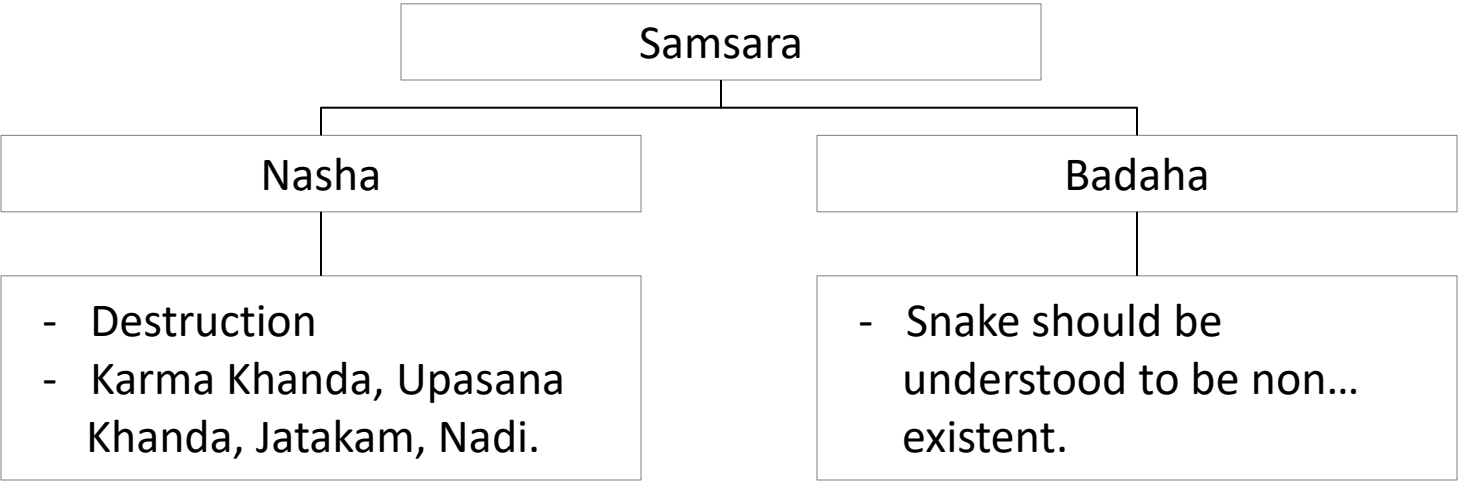 Samsara
Nasha
Badaha
- Destruction
- Karma Khanda, Upasana
Khanda, Jatakam, Nadi.
- Snake should be
understood to be non…
existent.